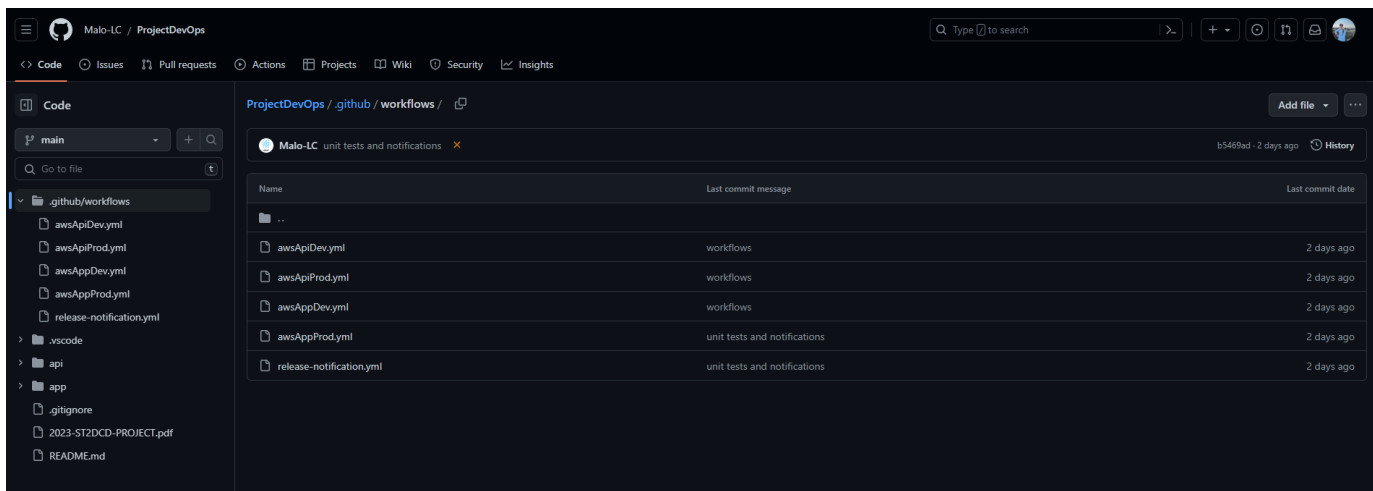 Malo-LC / ProjectDevOps
Type / to search
Code Issues Pull requests Actions Projects Wiki Security Insights
Code
ProjectDevOps / .github / workflows /
Add file
main
Malo-LC unit tests and notifications
b5469ad · 2 days ago History
Go to file t
Name Last commit message Last commit date
.github/workflows
..
awsApiDev.yml
awsApiDev.yml workflows 2 days ago
awsApiProd.yml
awsApiProd.yml workflows 2 days ago
awsAppDev.yml
awsAppDev.yml workflows 2 days ago
awsAppProd.yml
awsAppProd.yml unit tests and notifications 2 days ago
release-notification.yml
release-notification.yml unit tests and notifications 2 days ago
.vscode
api
app
.gitignore
2023-ST2DCD-PROJECT.pdf
README.md